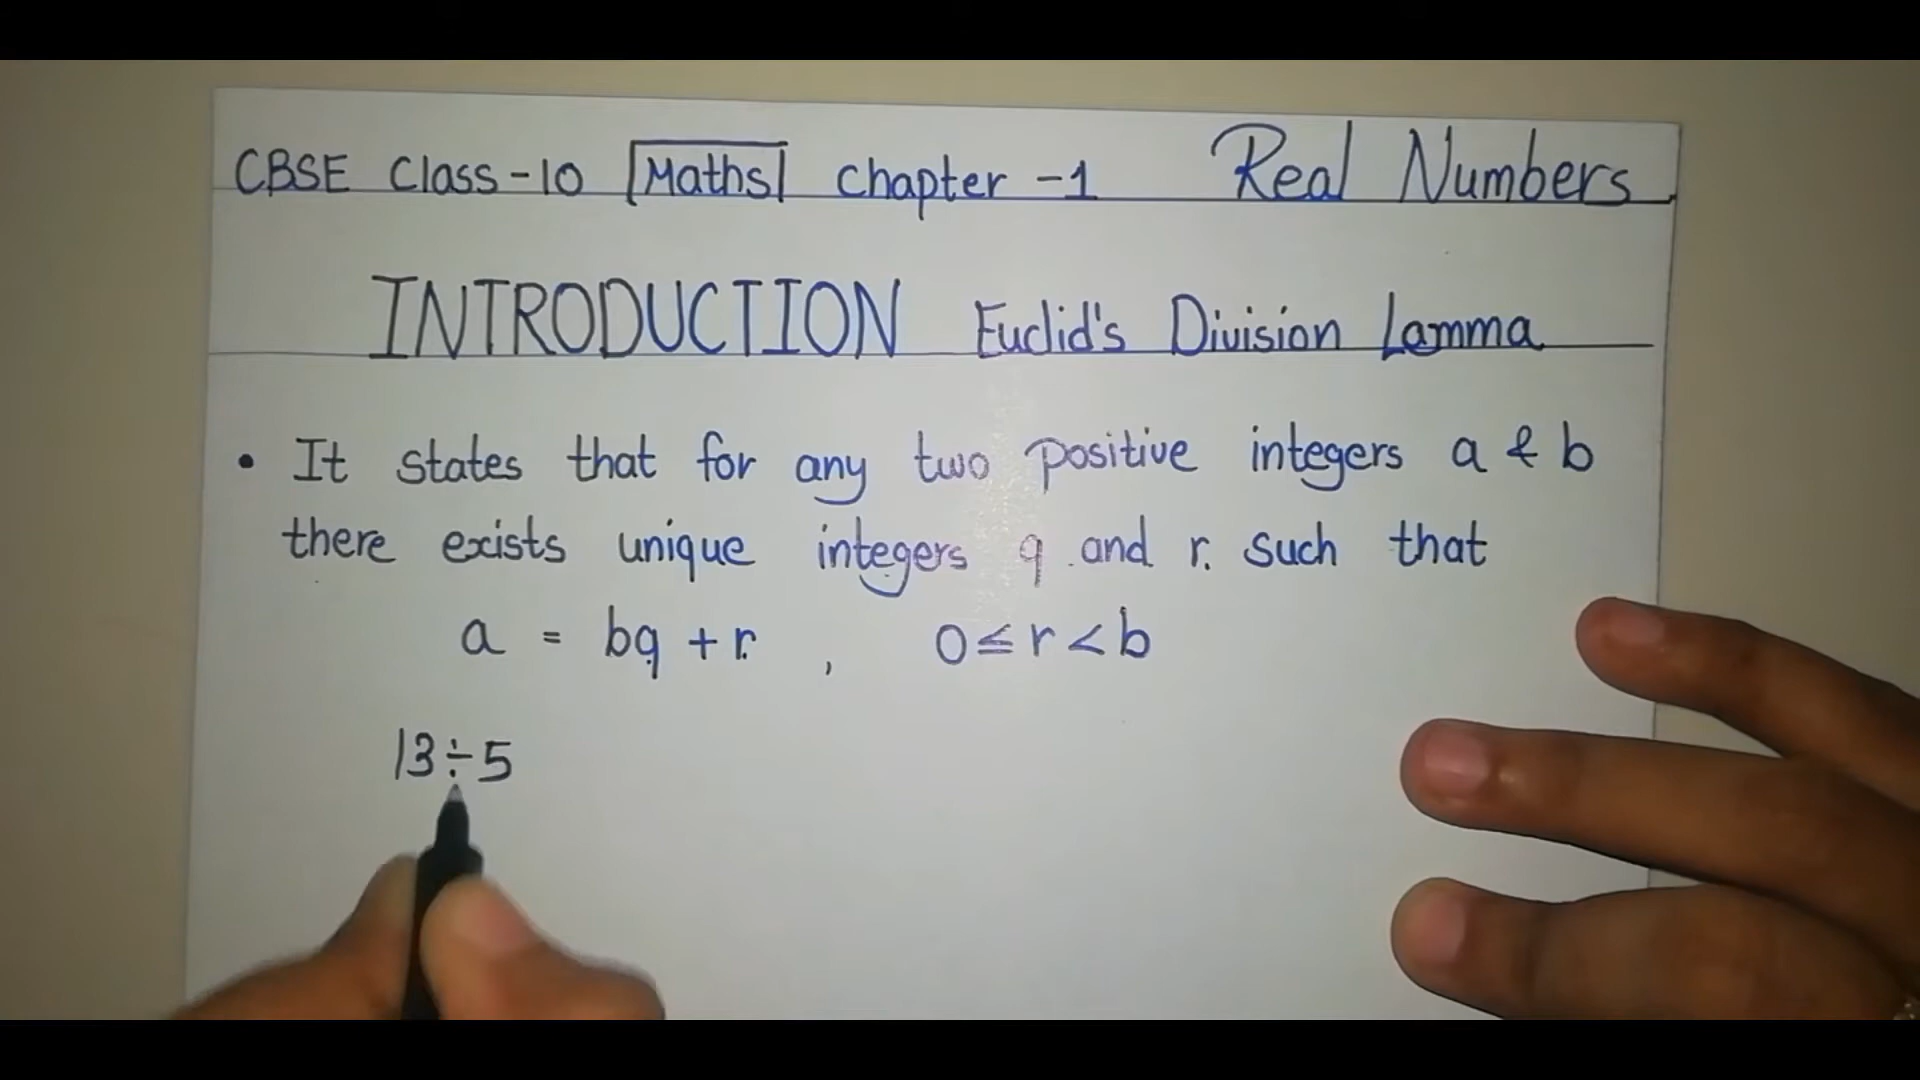 CBSE Class-10 Maths chapter -1 Real Numbers
INTRODUCTION Euclid's Division Lamma
• It states that for any two positive integers a & b
there exists unique integers q and r. such that
a = bq + r , 0 ≤ r < b
13÷5